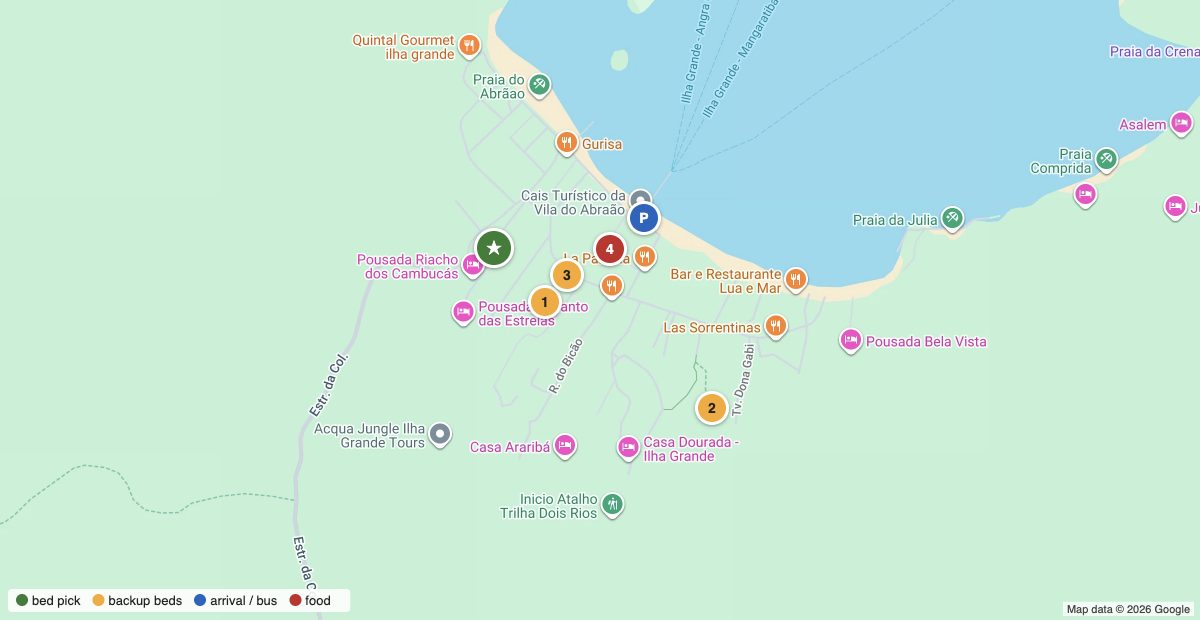 Quintal Gourmet
ilha grande
Praia do
Abrãao
Ilha Grande - Angra
Ilha Grande - Mangaratiba
Praia da Crena
Asalem
Gurisa
Praia
Comprida
Cais Turístico da
Vila do Abraão
P
Praia da Julia
4
Pousada Riacho
dos Cambucás
La P
3
Bar e Restaurante
Lua e Mar
1
Pousada
anto
das Estrelas
Las Sorrentinas
Pousada Bela Vista
R. do Bicão
Tv. Dona Gabi
Estr. da Col.
2
Acqua Jungle Ilha
Grande Tours
Casa Araribá
Casa Dourada -
Ilha Grande
Inicio Atalho
Trilha Dois Rios
Estr. da C
bed pick
backup beds
arrival / bus
food
Map data © 2026 Google